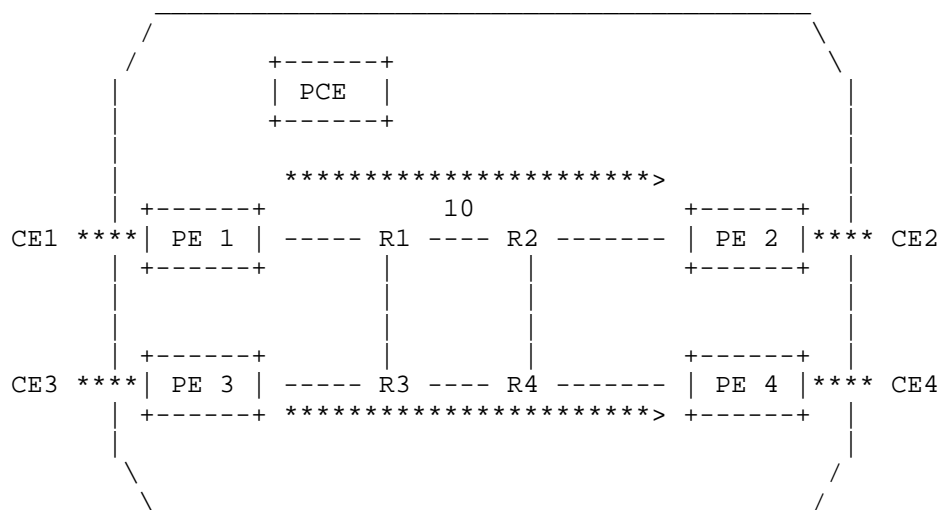 PCE
10
CE1 **** PE 1 ----- R1 ---- R2 ------- PE 2 **** CE2
CE3 **** PE 3 ----- R3 ---- R4 ------- PE 4 **** CE4